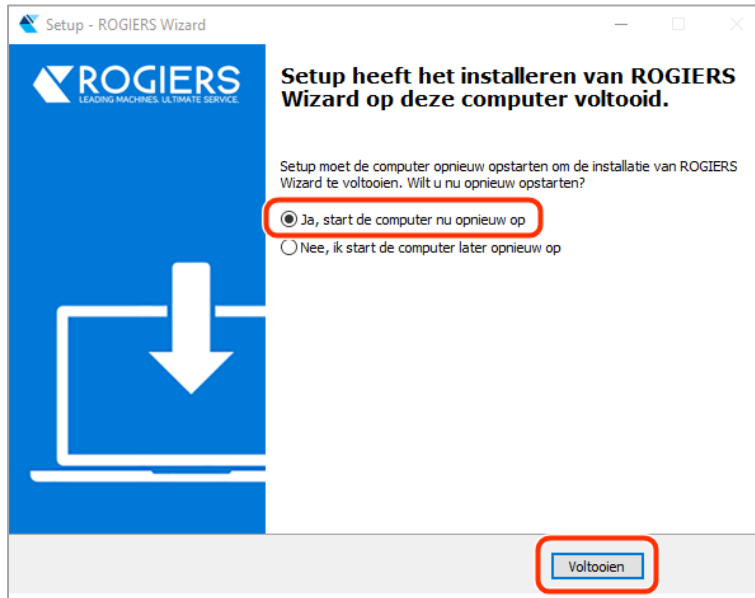 Setup - ROGIERS Wizard
ROGIERS
LEADING MACHINES. ULTIMATE SERVICE.
Setup heeft het installeren van ROGIERS
Wizard op deze computer voltooid.
Setup moet de computer opnieuw opstarten om de installatie van ROGIERS
Wizard te voltooien. Wilt u nu opnieuw opstarten?
Ja, start de computer nu opnieuw op
Nee, ik start de computer later opnieuw op
Voltooien